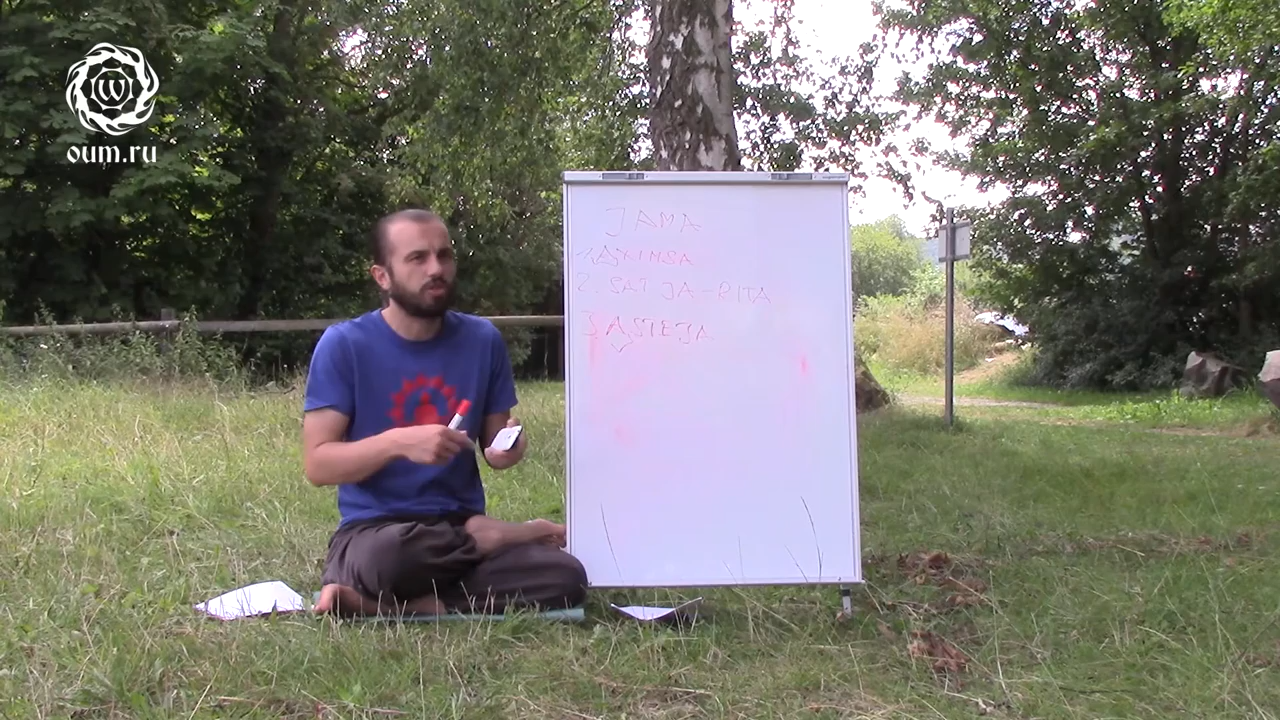 oum.ru
JAMA
1. AHIMSA
2. SATJA-RITA
3. ASTEJA